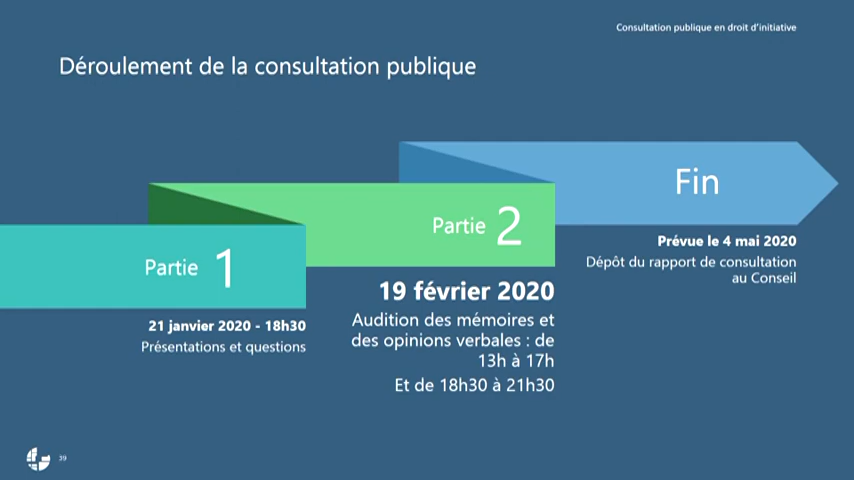 Consultation publique en droit d'initiative
Déroulement de la consultation publique
Partie 1
21 janvier 2020 - 18h30
Présentations et questions
Partie 2
19 février 2020
Audition des mémoires et
des opinions verbales : de
13h à 17h
Et de 18h30 à 21h30
Fin
Prévue le 4 mai 2020
Dépôt du rapport de consultation
au Conseil
39